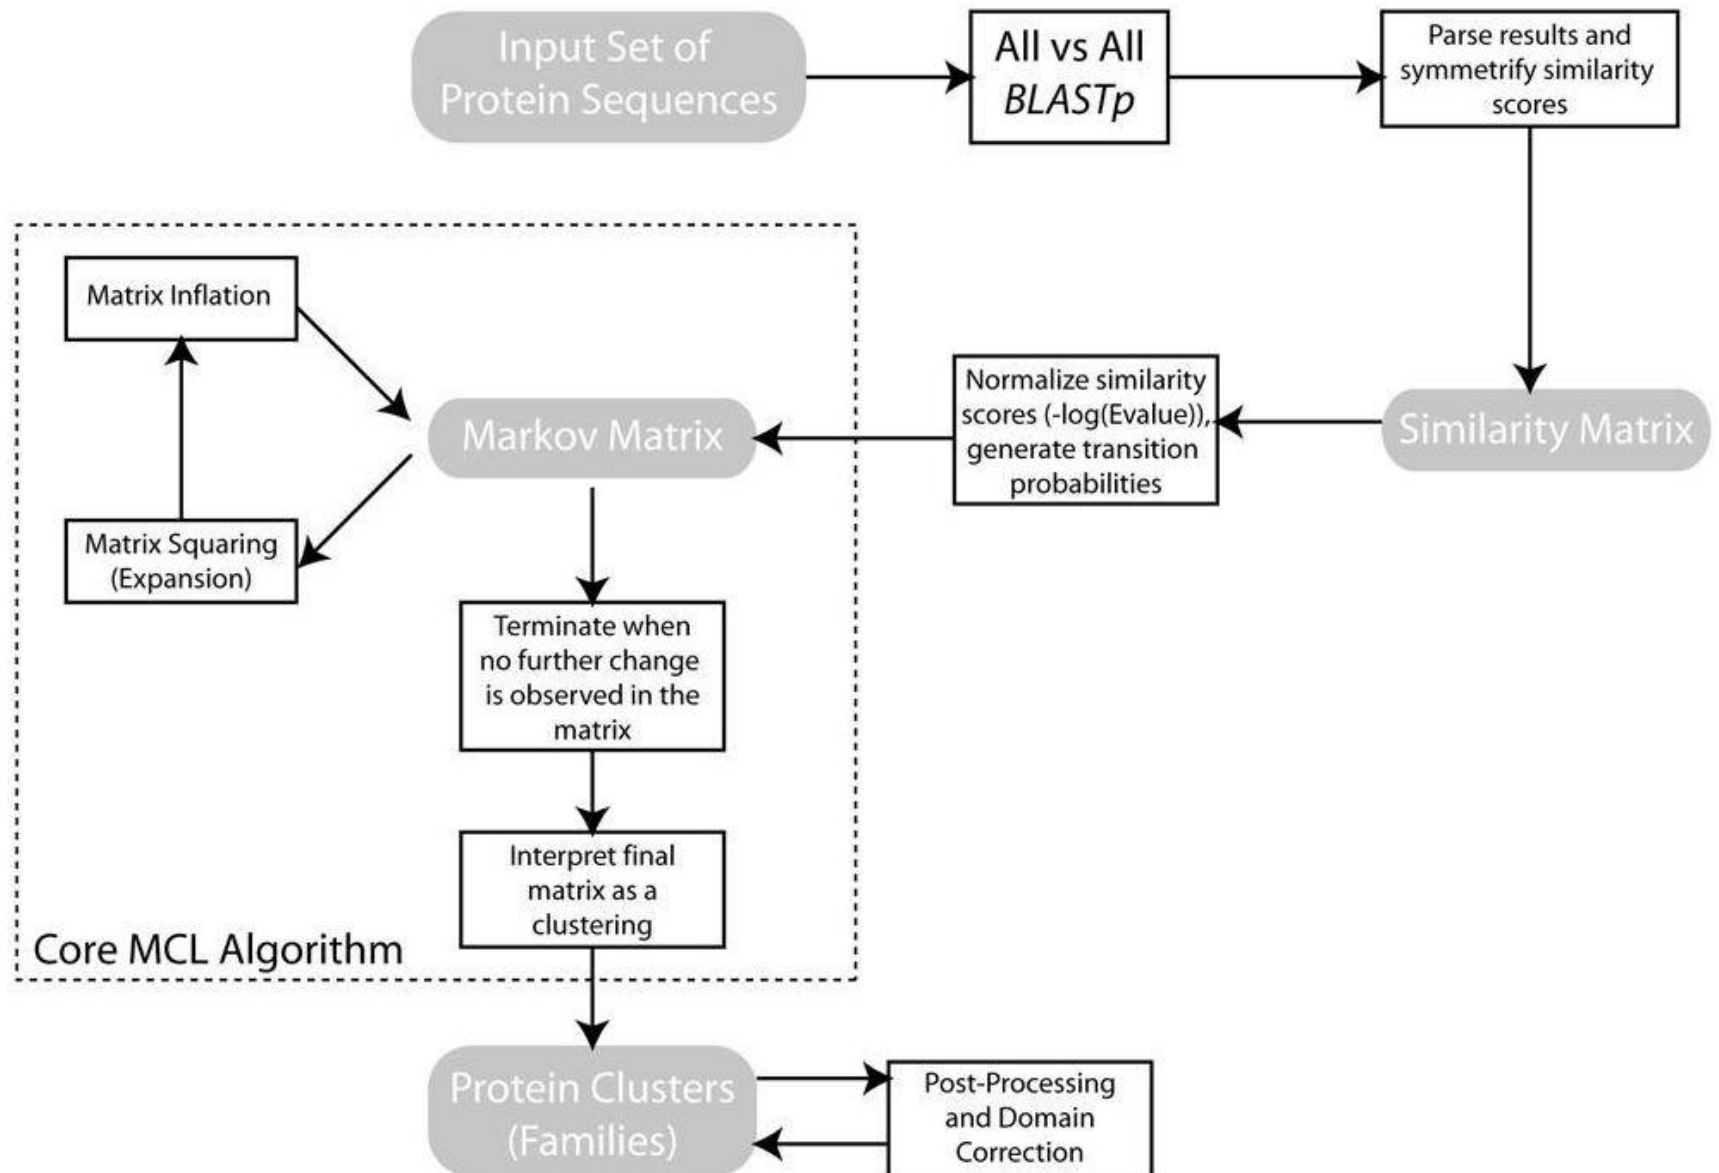 Input Set of
Protein Sequences
All vs All
BLASTp
Parse results and
symmetrify similarity
scores
Matrix Inflation
Markov Matrix
Normalize similarity
scores (-log(Evalue)),
generate transition
probabilities
Similarity Matrix
Matrix Squaring
(Expansion)
Terminate when
no further change
is observed in the
matrix
Interpret final
matrix as a
clustering
Core MCL Algorithm
Protein Clusters
(Families)
Post-Processing
and Domain
Correction